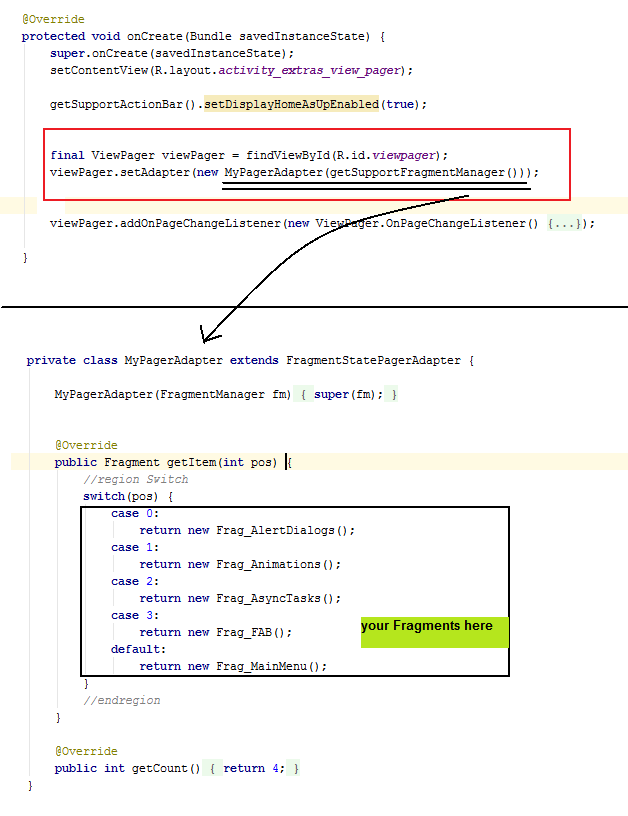 @Override
protected void onCreate(Bundle savedInstanceState) {
super.onCreate(savedInstanceState);
setContentView(R.layout.activity_extras_view_pager);
getSupportActionBar().setDisplayHomeAsUpEnabled(true);
final ViewPager viewPager = findViewById(R.id.viewpager);
viewPager.setAdapter(new MyPagerAdapter(getSupportFragmentManager()));
viewPager.addOnPageChangeListener(new ViewPager.OnPageChangeListener() {...});
}
private class MyPagerAdapter extends FragmentStatePagerAdapter {
MyPagerAdapter(FragmentManager fm) { super(fm); }
@Override
public Fragment getItem(int pos) {
//region Switch
switch(pos) {
case 0:
return new Frag_AlertDialogs();
case 1:
return new Frag_Animations();
case 2:
return new Frag_AsyncTasks();
case 3:
return new Frag_FAB();
your Fragments here
default:
return new Frag_MainMenu();
}
//endregion
}
@Override
public int getCount() { return 4; }
}